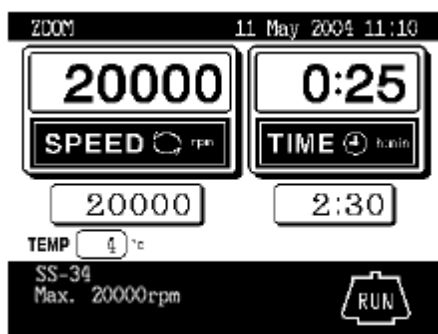 ZOOM 11 May 2004 11:10
20000 0:25
SPEED rpm TIME h:min
20000 2:30
TEMP 4 °c
SS-34
Max. 20000rpm
RUN